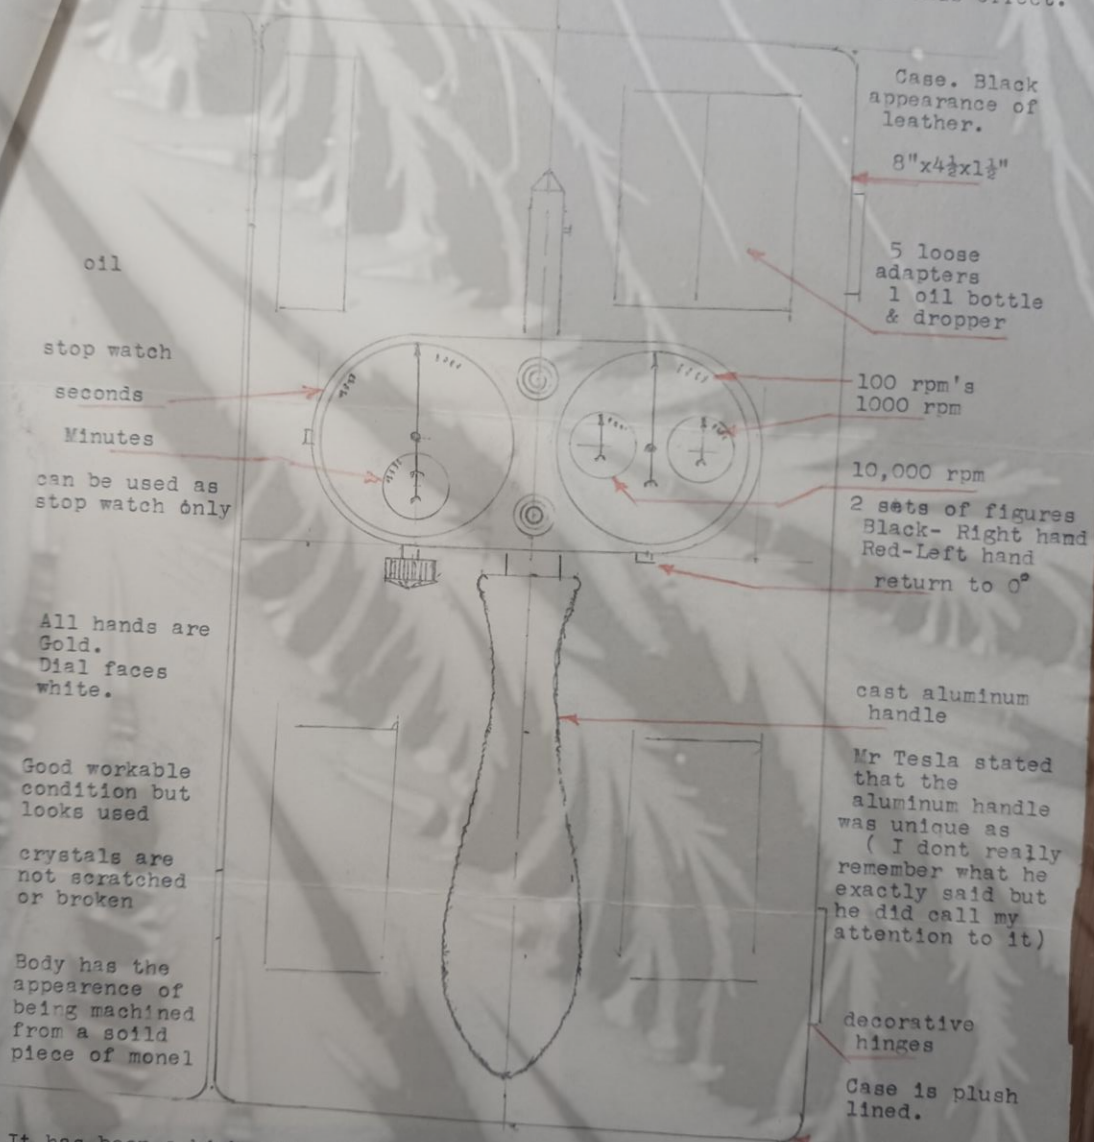 effect.
Case. Black
appearance of
leather.
8"x4½x1½"
5 loose
adapters
1 oil bottle
& dropper
100 rpm's
1000 rpm
10,000 rpm
2 sets of figures
Black- Right hand
Red-Left hand
return to 0°
cast aluminum
handle
Mr Tesla stated
that the
aluminum handle
was unique as
( I dont really
remember what he
exactly said but
he did call my
attention to it)
decorative
hinges
Case is plush
lined.
oil
stop watch
seconds
Minutes
can be used as
stop watch only
All hands are
Gold.
Dial faces
white.
Good workable
condition but
looks used
crystals are
not scratched
or broken
Body has the
appearence of
being machined
from a soild
piece of monel
It has been